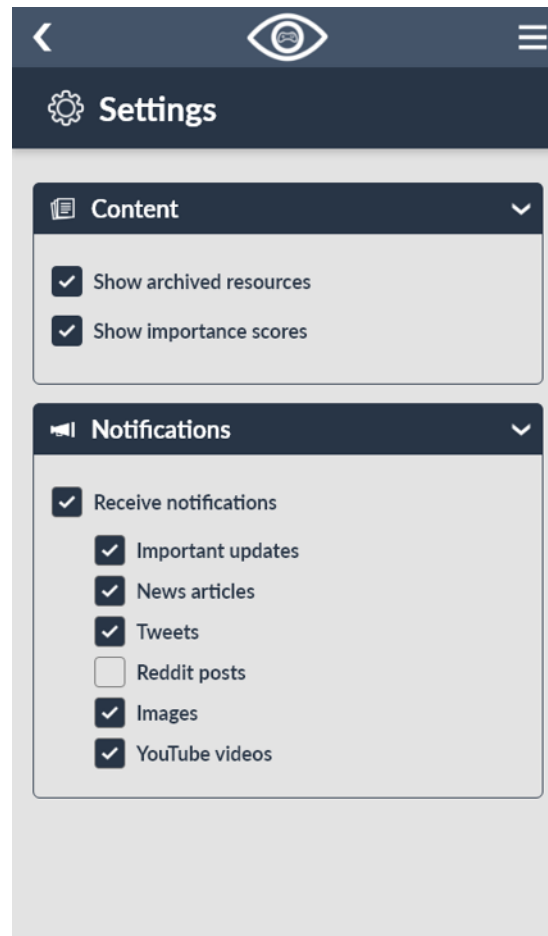 Settings
Content
Show archived resources
Show importance scores
Notifications
Receive notifications
Important updates
News articles
Tweets
Reddit posts
Images
YouTube videos